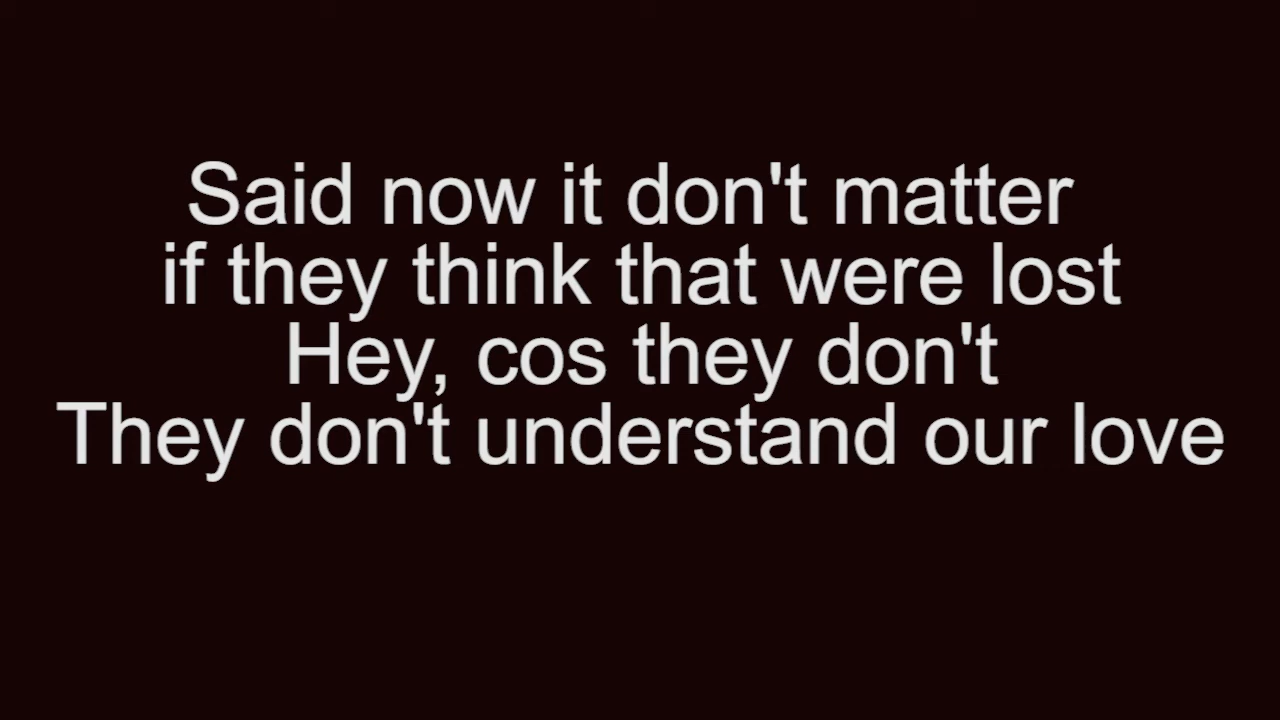 Said now it don't matter
if they think that were lost
Hey, cos they don't
They don't understand our love